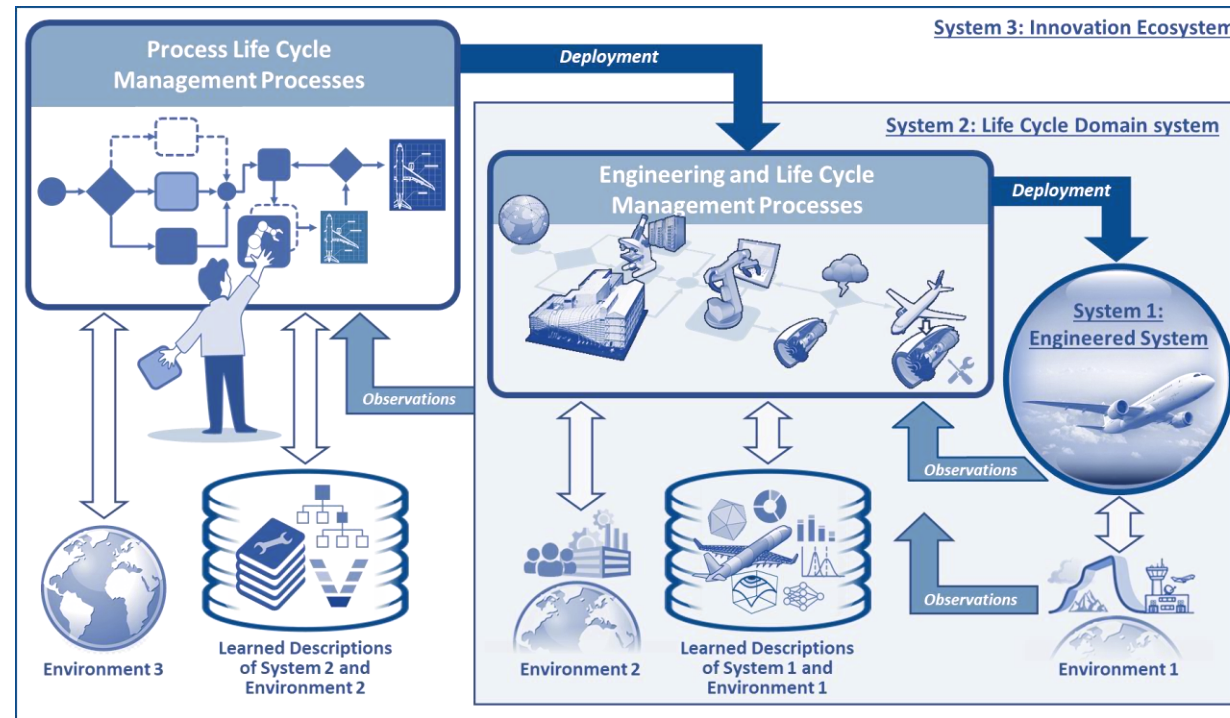 System 3: Innovation Ecosystem
Process Life Cycle
Management Processes
Deployment
System 2: Life Cycle Domain system
Engineering and Life Cycle
Management Processes
Deployment
System 1:
Engineered System
Observations
Observations
Observations
Environment 3
Learned Descriptions
of System 2 and
Environment 2
Environment 2
Learned Descriptions
of System 1 and
Environment 1
Environment 1